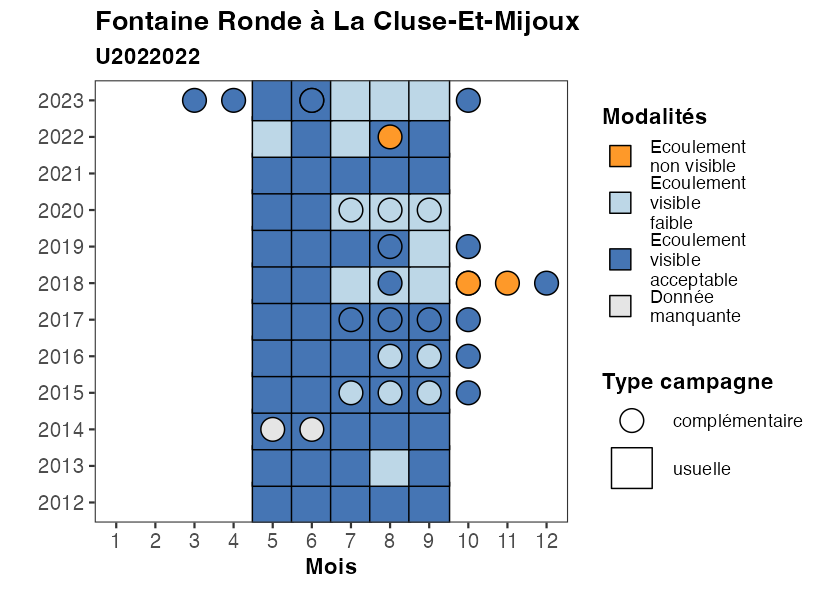 Fontaine Ronde à La Cluse-Et-Mijoux
U2022022
2023
2022
2021
2020
2019
2018
2017
2016
2015
2014
2013
2012
1 2 3 4 5 6 7 8 9 10 11 12
Mois
Modalités
Ecoulement
non visible
Ecoulement
visible
faible
Ecoulement
visible
acceptable
Donnée
manquante
Type campagne
complémentaire
usuelle